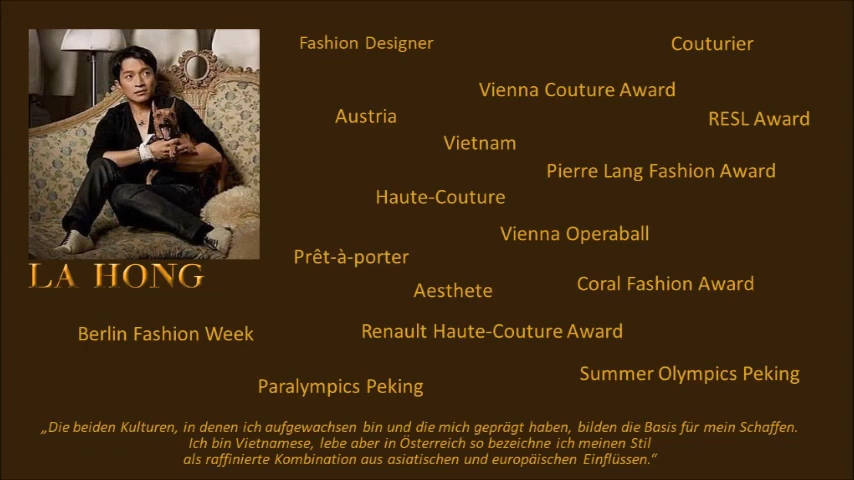 Fashion Designer
Couturier
Vienna Couture Award
Austria
RESL Award
Vietnam
Pierre Lang Fashion Award
Haute-Couture
Vienna Operaball
Prêt-à-porter
LA HONG
Aesthete
Coral Fashion Award
Berlin Fashion Week
Renault Haute-Couture Award
Summer Olympics Peking
Paralympics Peking
„Die beiden Kulturen, in denen ich aufgewachsen bin und die mich geprägt haben, bilden die Basis für mein Schaffen.
Ich bin Vietnamese, lebe aber in Österreich so bezeichne ich meinen Stil
als raffinierte Kombination aus asiatischen und europäischen Einflüssen.“